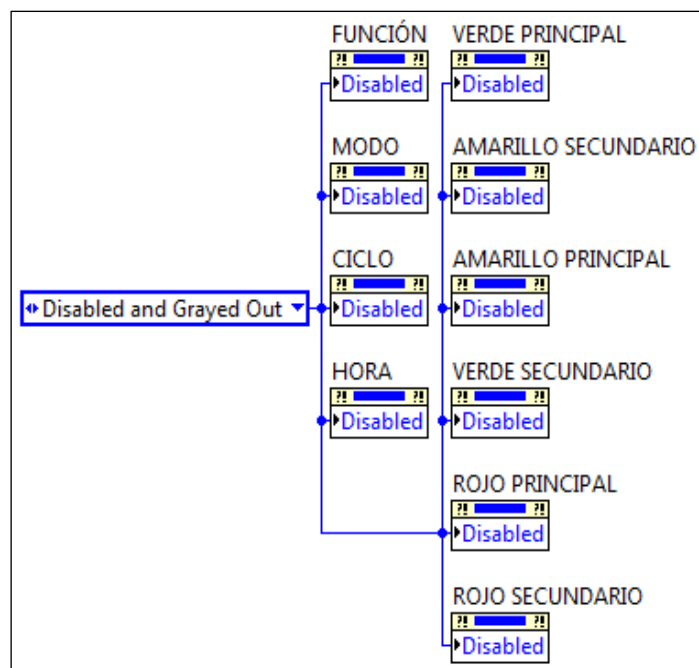 FUNCIÓN
?! ?!
Disabled
MODO
?! ?!
Disabled
CICLO
?! ?!
Disabled
Disabled and Grayed Out
HORA
?! ?!
Disabled
VERDE PRINCIPAL
?! ?!
Disabled
AMARILLO SECUNDARIO
?! ?!
Disabled
AMARILLO PRINCIPAL
?! ?!
Disabled
VERDE SECUNDARIO
?! ?!
Disabled
ROJO PRINCIPAL
?! ?!
Disabled
ROJO SECUNDARIO
?! ?!
Disabled